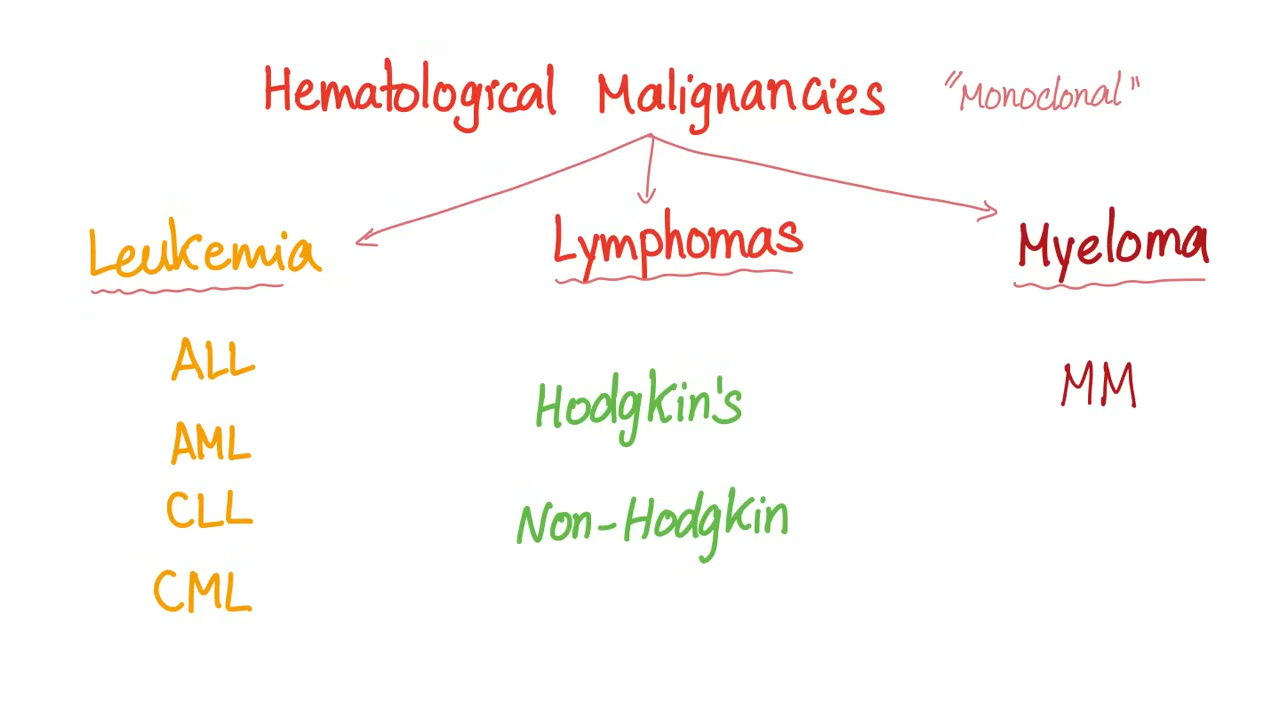 Hematological Malignancies "Monoclonal"
Leukemia
ALL
AML
CLL
CML
Lymphomas
Hodgkin's
Non-Hodgkin
Myeloma
MM